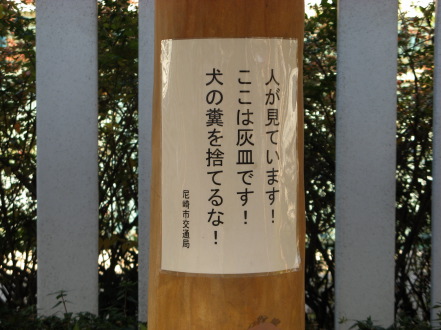 人が見ています！
ここは灰皿です！
犬の糞を捨てるな！
尼崎市交通局